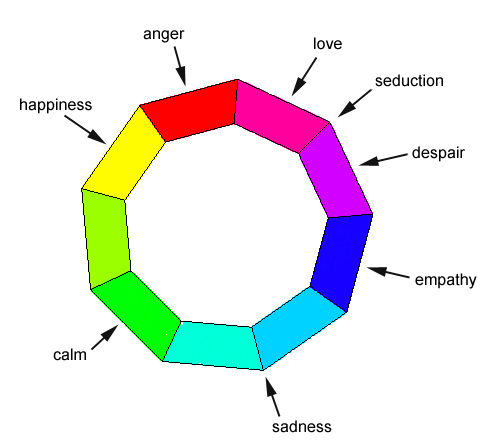 anger
love
seduction
happiness
despair
empathy
calm
sadness